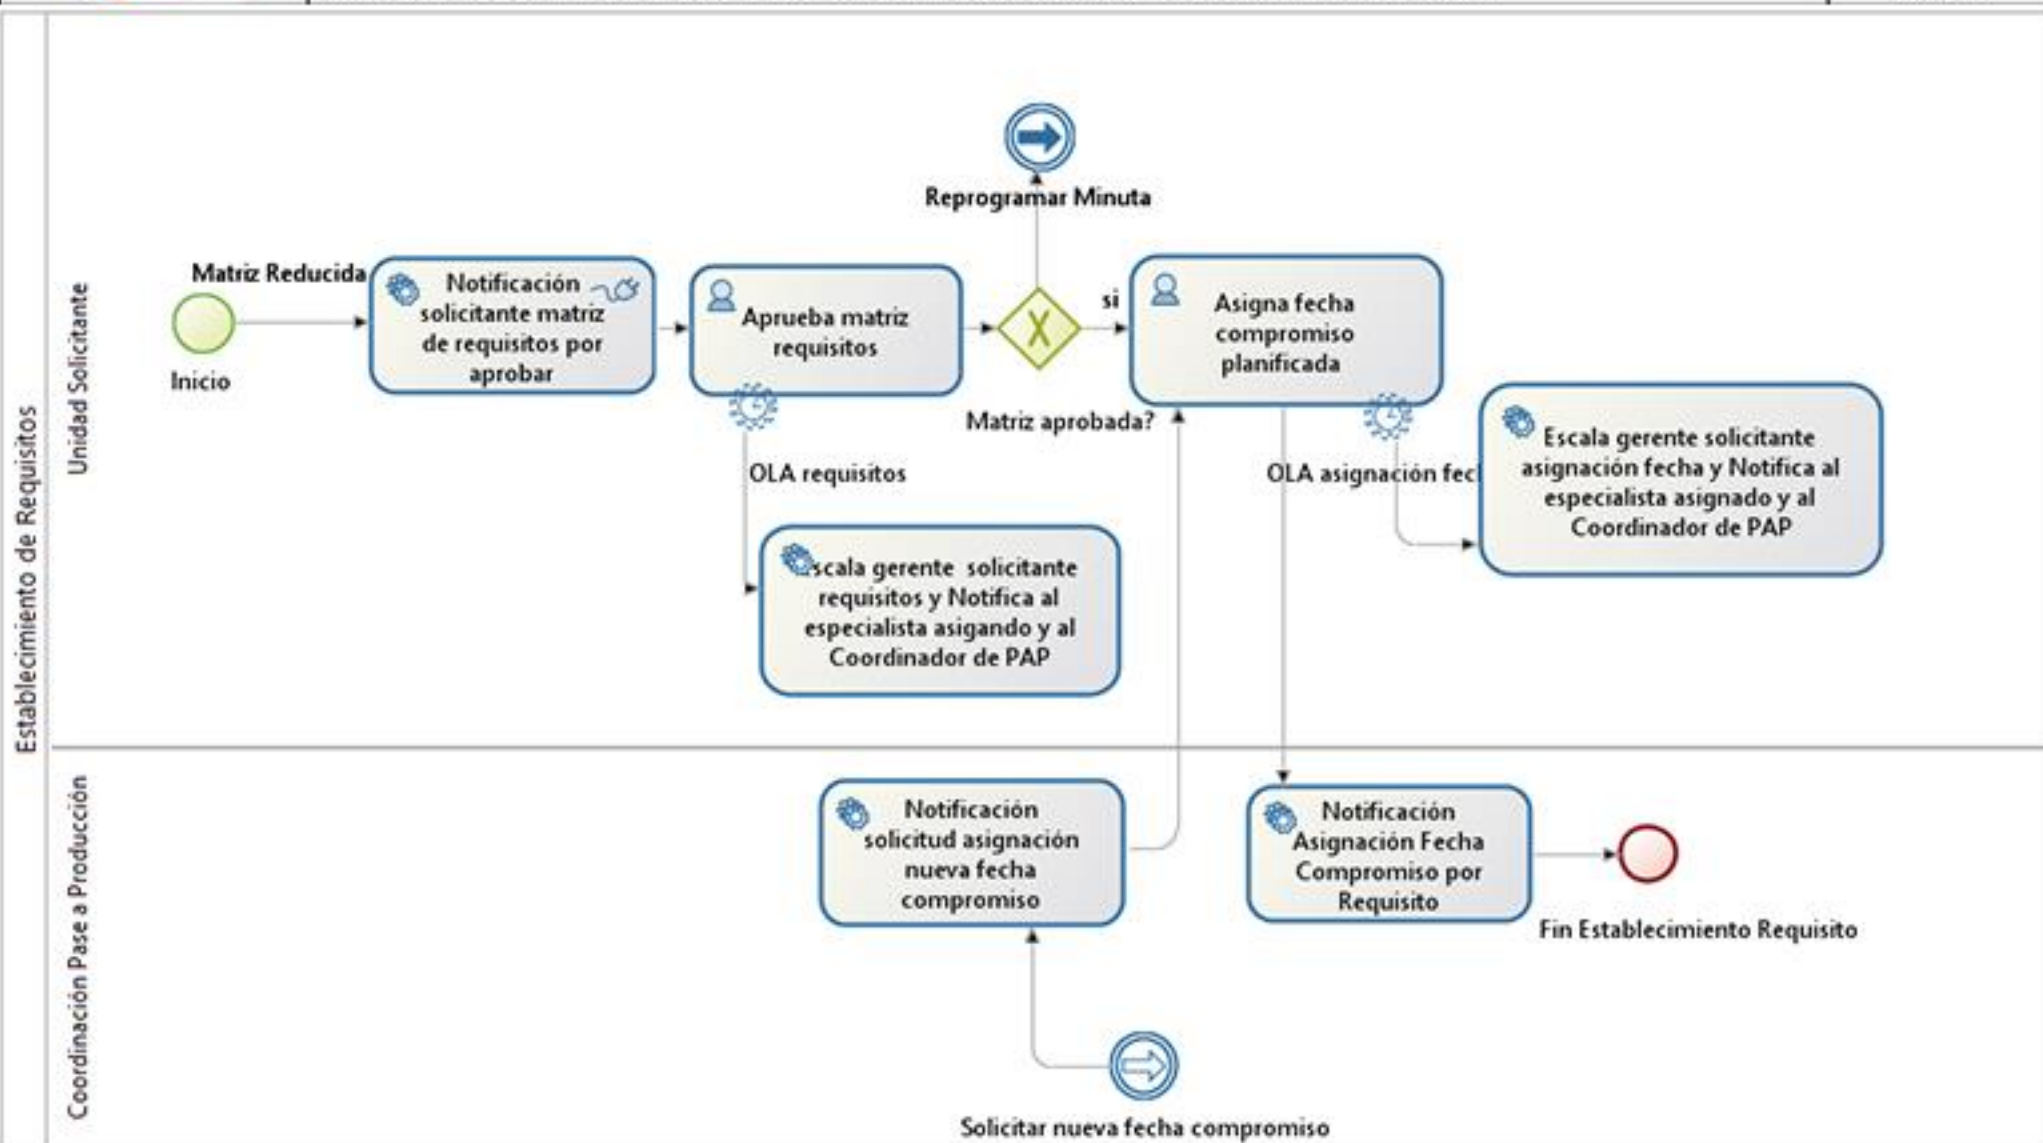 Establecimiento de Requisitos
Unidad Solicitante
Reprogramar Minuta
Matriz Reducida
Inicio
Notificación
solicitante matriz
de requisitos por
aprobar
Aprueba matriz
requisitos
OLA requisitos
Matriz aprobada?
si
Asigna fecha
compromiso
planificada
OLA asignación fec
Escala gerente solicitante
asignación fecha y Notifica al
especialista asignado y al
Coordinador de PAP
scala gerente solicitante
requisitos y Notifica al
especialista asigando y al
Coordinador de PAP
Coordinación Pase a Producción
Notificación
solicitud asignación
nueva fecha
compromiso
Notificación
Asignación Fecha
Compromiso por
Requisito
Fin Establecimiento Requisito
Solicitar nueva fecha compromiso